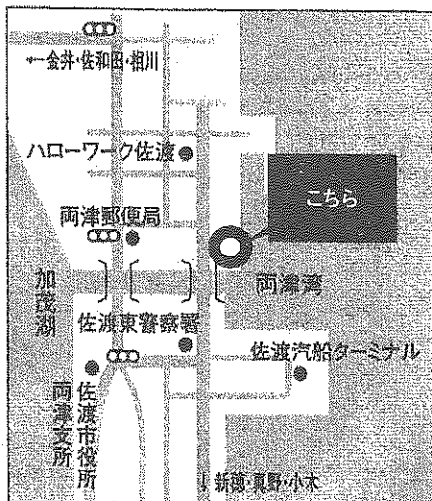 ←金井・佐和田・相川
ハローワーク佐渡
こちら
両津郵便局
加茂湖
両津湾
佐渡東警察署
佐渡汽船ターミナル
佐渡市役所
両津支所
↓新穂・真野・小木